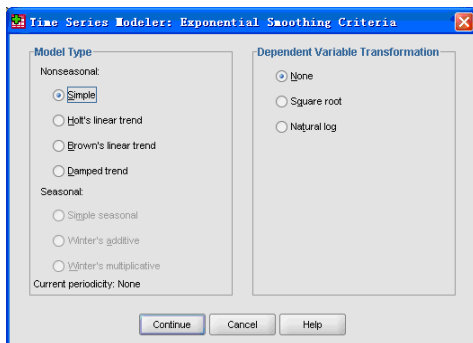 Time Series Modeler: Exponential Smoothing Criteria
Model Type
Nonseasonal:
Simple
Holt's linear trend
Brown's linear trend
Damped trend
Seasonal:
Simple seasonal
Winter's additive
Winter's multiplicative
Current periodicity: None
Dependent Variable Transformation
None
Square root
Natural log
Continue
Cancel
Help